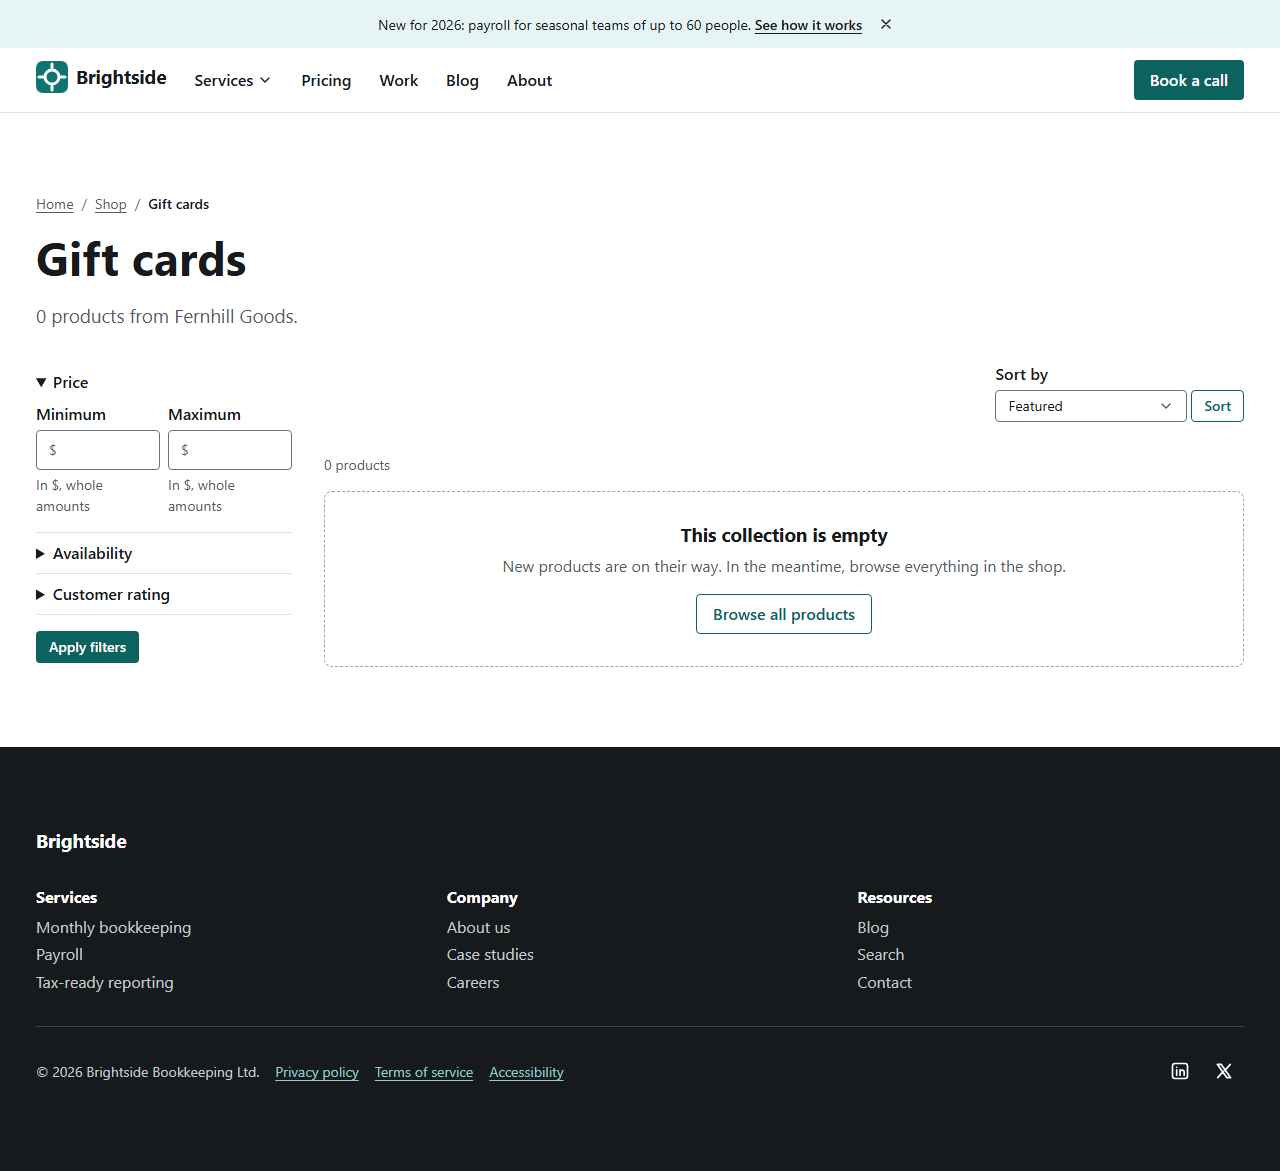 New for 2026: payroll for seasonal teams of up to 60 people. See how it works
Brightside
Services
Pricing
Work
Blog
About
Book a call
Home / Shop / Gift cards
Gift cards
0 products from Fernhill Goods.
Price
Minimum
Maximum
$
$
In $, whole
amounts
In $, whole
amounts
Availability
Customer rating
Apply filters
Sort by
Featured
Sort
0 products
This collection is empty
New products are on their way. In the meantime, browse everything in the shop.
Browse all products
Brightside
Services
Monthly bookkeeping
Payroll
Tax-ready reporting
Company
About us
Case studies
Careers
Resources
Blog
Search
Contact
© 2026 Brightside Bookkeeping Ltd.
Privacy policy
Terms of service
Accessibility